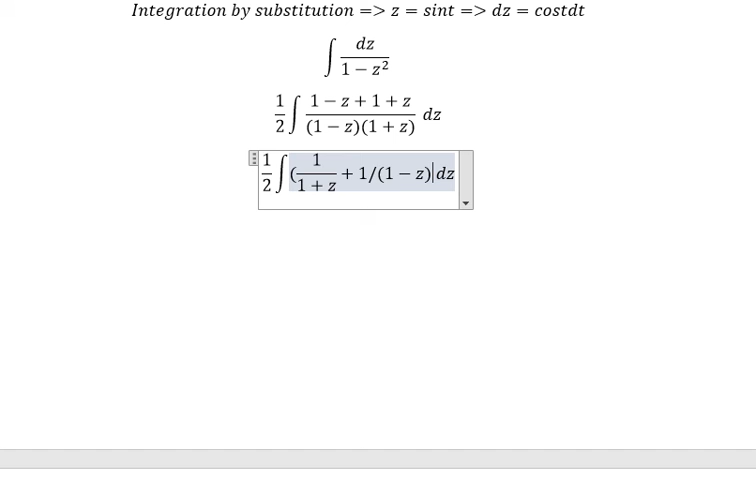 Integration by substitution => z = sint => dz = costdt
∫ dz / 1 − z²
1/2 ∫ 1 − z + 1 + z / (1 − z)(1 + z) dz
1/2 ∫ (1 / 1 + z + 1/(1 − z)dz